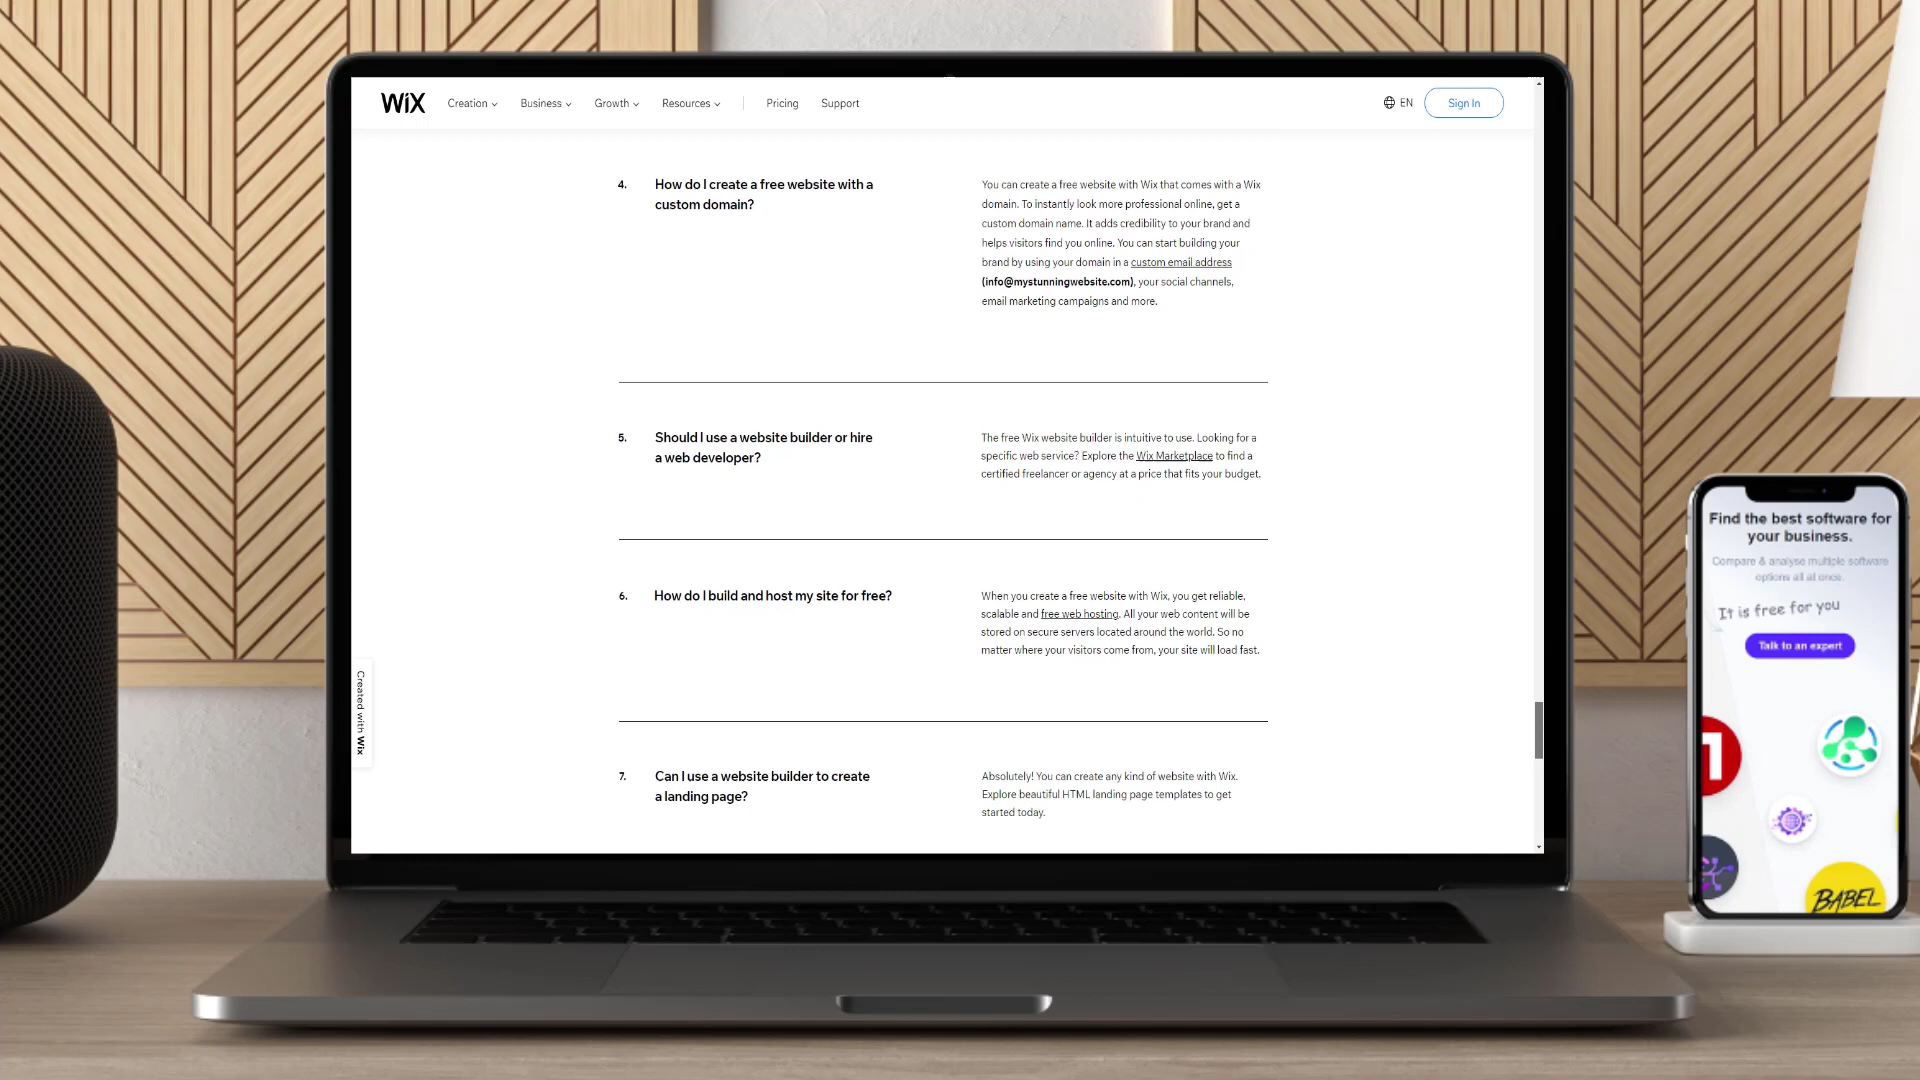 WiX Creation Business Growth Resources Pricing Support EN Sign In
4. How do I create a free website with a
custom domain?
You can create a free website with Wix that comes with a Wix
domain. To instantly look more professional online, get a
custom domain name. It adds credibility to your brand and
helps visitors find you online. You can start building your
brand by using your domain in a custom email address
(info@mystunningwebsite.com), your social channels,
email marketing campaigns and more.
5. Should I use a website builder or hire
a web developer?
The free Wix website builder is intuitive to use. Looking for a
specific web service? Explore the Wix Marketplace to find a
certified freelancer or agency at a price that fits your budget.
6. How do I build and host my site for free?
When you create a free website with Wix, you get reliable,
scalable and free web hosting. All your web content will be
stored on secure servers located around the world. So no
matter where your visitors come from, your site will load fast.
7. Can I use a website builder to create
a landing page?
Absolutely! You can create any kind of website with Wix.
Explore beautiful HTML landing page templates to get
started today.
Created with Wix
Find the best software for
your business.
Compare & analyse multiple software
options all at once.
It is free for you
Talk to an expert
BABEL